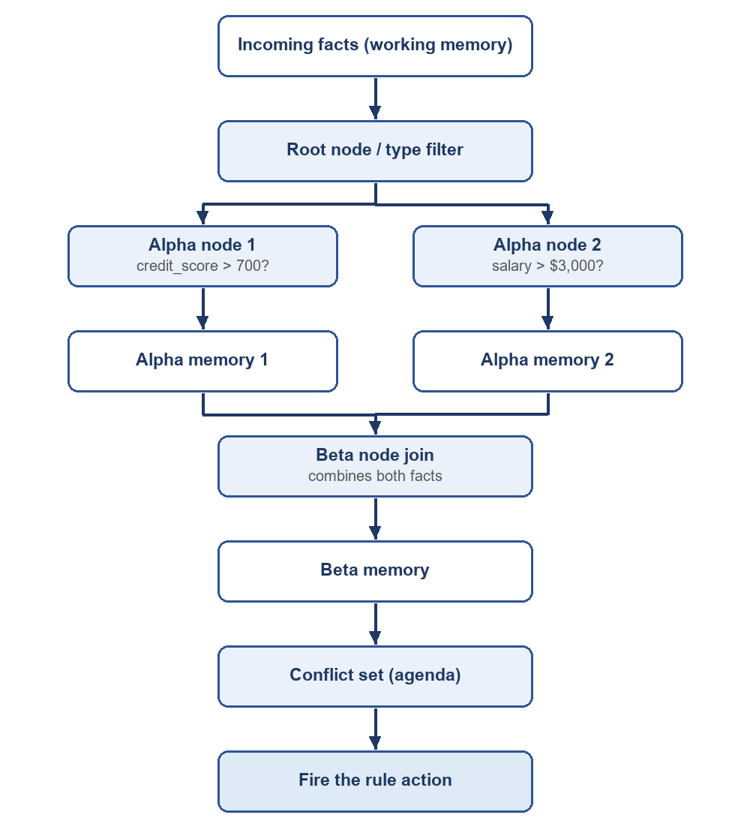 Incoming facts (working memory)
Root node / type filter
Alpha node 1
credit_score > 700?
Alpha node 2
salary > $3,000?
Alpha memory 1
Alpha memory 2
Beta node join
combines both facts
Beta memory
Conflict set (agenda)
Fire the rule action